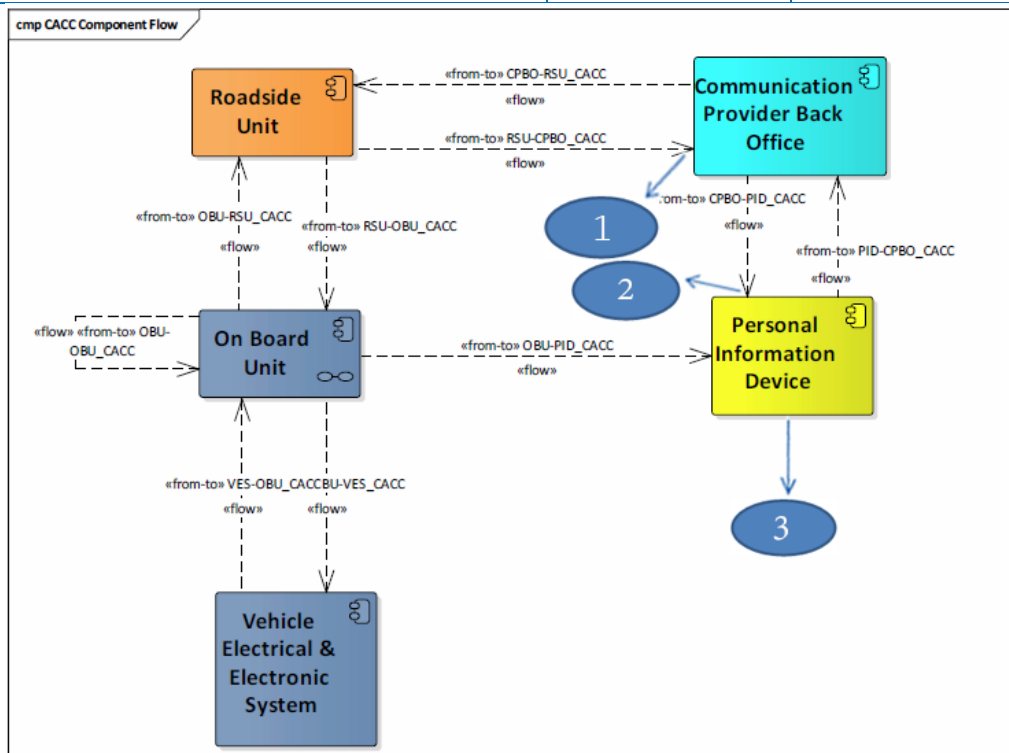 cmp CACC Component Flow
«from-to» CPBO-RSU_CACC
«flow»
Roadside
Unit
Communication
Provider Back
Office
«from-to» RSU-CPBO_CACC
«flow»
om-to» CPBO-PID_CACC
«flow»
«from-to» OBU-RSU_CACC
«flow»
«from-to» RSU-OBU_CACC
«flow»
1
«from-to» PID-CPBO_CACC
«flow»
2
«flow» «from-to» OBU-
OBU_CACC
On Board
Unit
«from-to» OBU-PID_CACC
«flow»
Personal
Information
Device
«from-to» VES-OBU_CACCBU-VES_CACC
«flow»
«flow»
3
Vehicle
Electrical &
Electronic
System